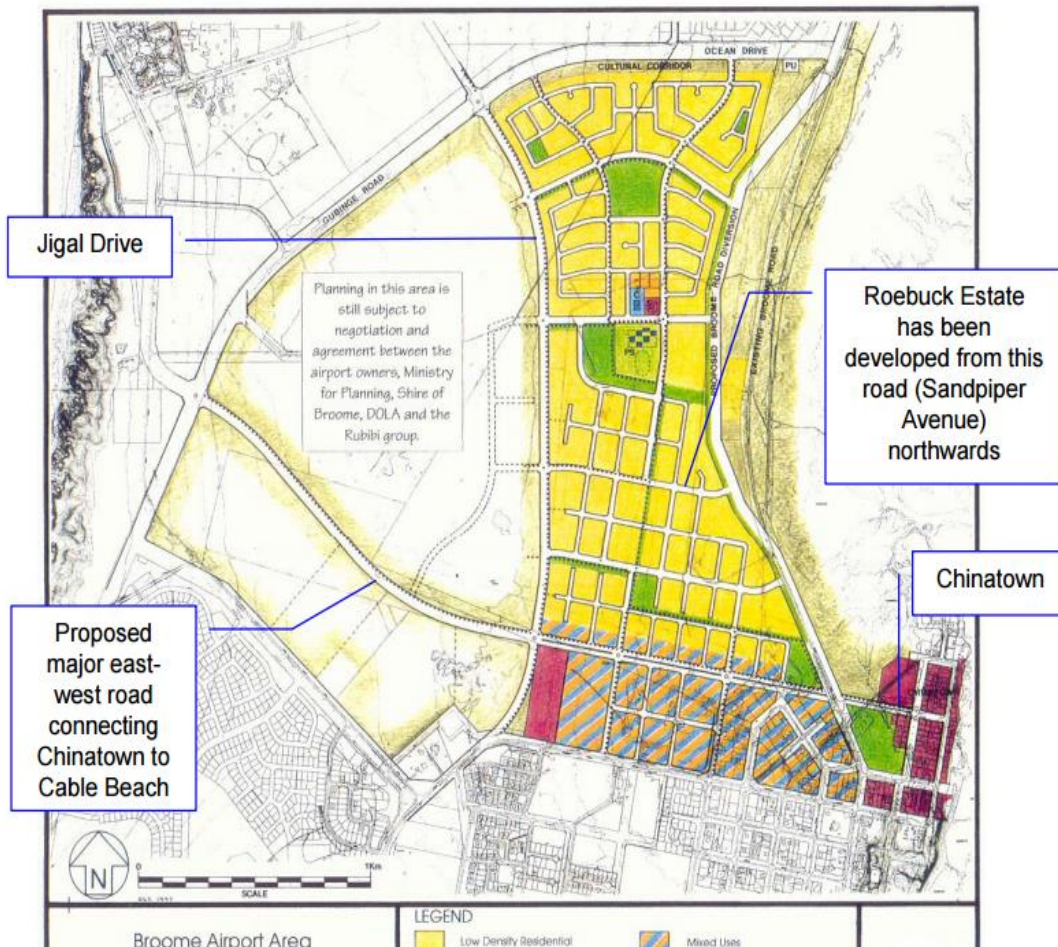 OCEAN DRIVE
CULTURAL CORRIDOR
PU
GUBINGE ROAD
Jigal Drive
Planning in this area is
still subject to
negotiation and
agreement between the
airport owners, Ministry
for Planning, Shire of
Broome, DOLA and the
Rubibi group.
PROPOSED BROOME ROAD DIVERSION
EXISTING BROOME ROAD
PS
Roebuck Estate
has been
developed from this
road (Sandpiper
Avenue)
northwards
Chinatown
Proposed
major east-
west road
connecting
Chinatown to
Cable Beach
N
0
1Km
SCALE
Broome Airport Area
LEGEND
Low Density Residential
Mixed Uses